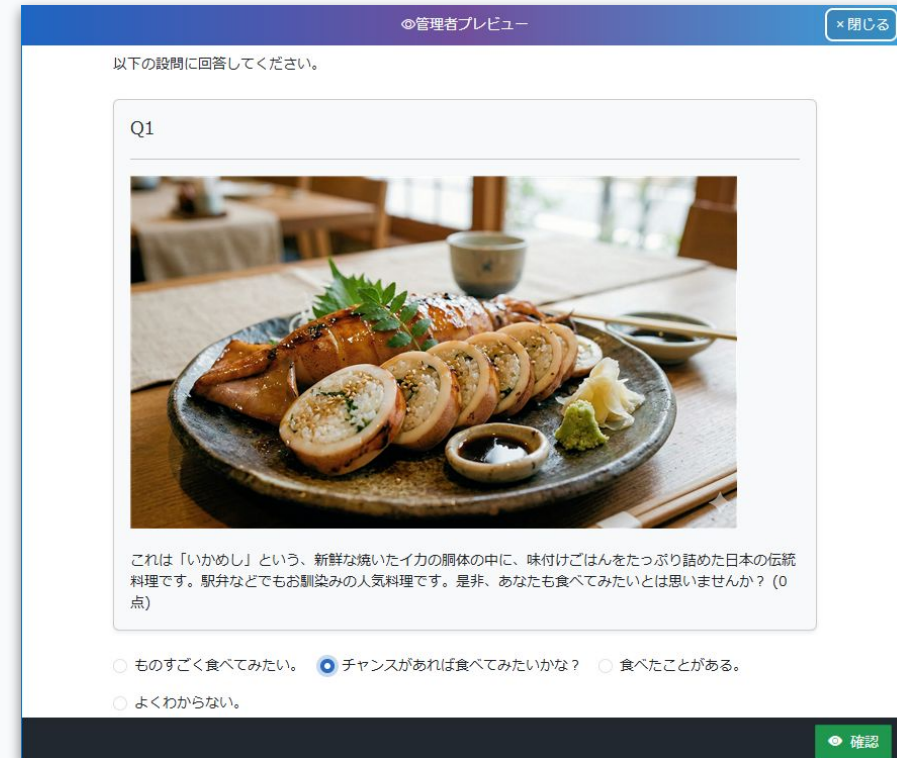 管理者プレビュー
×閉じる
以下の設問に回答してください。
Q1
これは「いかめし」という、新鮮な焼いたイカの胴体の中に、味付けごはんをたっぷり詰めた日本の伝統
料理です。駅弁などでもお馴染みの人気料理です。是非、あなたも食べてみたいとは思いませんか？ (0
点)
ものすごく食べてみたい。 チャンスがあれば食べてみたいかな？ 食べたことがある。
よくわからない。
確認